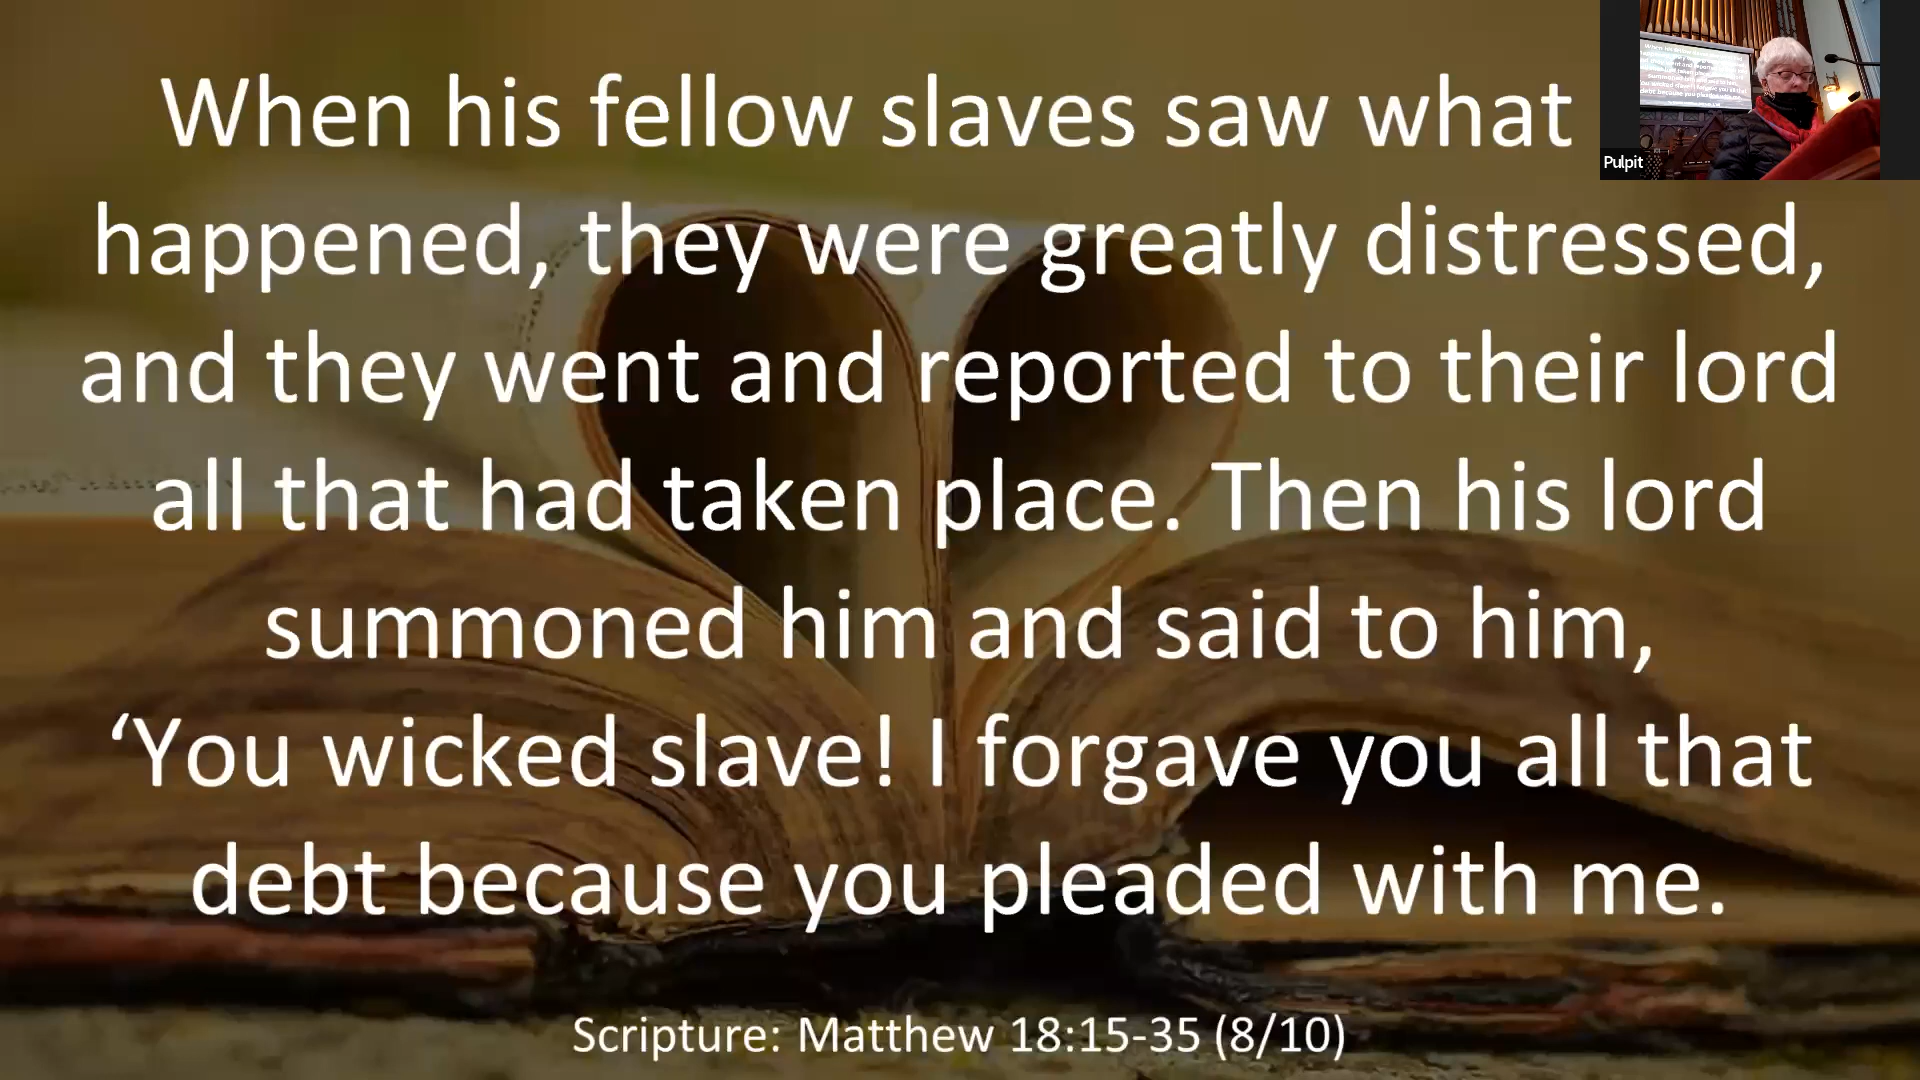 When his fellow slaves saw what
happened, they were greatly distressed,
and they went and reported to their lord
all that had taken place. Then his lord
summoned him and said to him,
‘You wicked slave! I forgave you all that
debt because you pleaded with me.
Scripture: Matthew 18:15-35 (8/10)
Pulpit